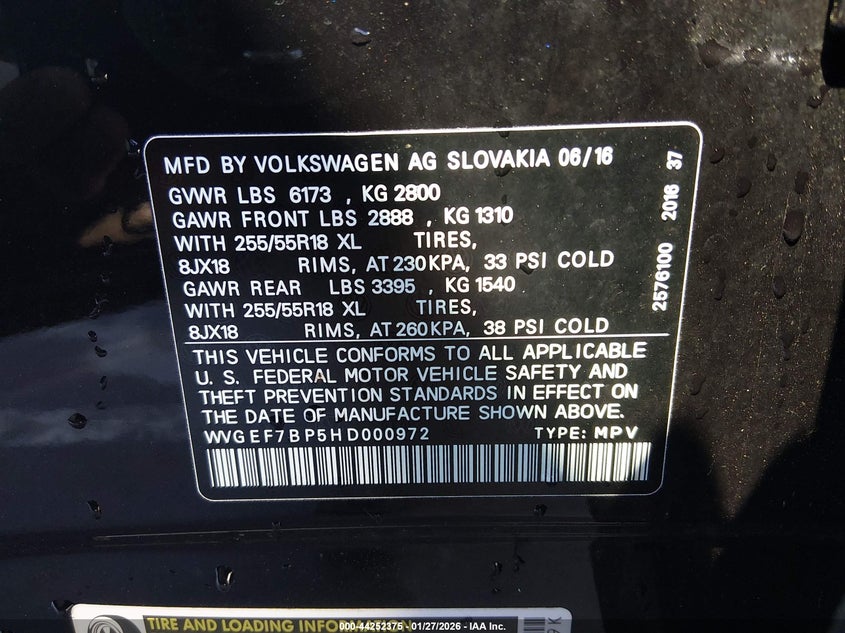 MFD BY VOLKSWAGEN AG SLOVAKIA 06/16
GVWR LBS 6173 , KG 2800
GAWR FRONT LBS 2888 , KG 1310
WITH 255/55R18 XL TIRES,
8JX18 RIMS, AT 230KPA, 33 PSI COLD
GAWR REAR LBS 3395 , KG 1540
WITH 255/55R18 XL TIRES,
8JX18 RIMS, AT 260KPA, 38 PSI COLD
THIS VEHICLE CONFORMS TO ALL APPLICABLE
U. S. FEDERAL MOTOR VEHICLE SAFETY AND
THEFT PREVENTION STANDARDS IN EFFECT ON
THE DATE OF MANUFACTURE SHOWN ABOVE.
WVGEF7BP5HD000972 TYPE: MPV
2576100 2016 37
TIRE AND LOADING INFO
000-44252375 - 01/27/2026 - IAA Inc.